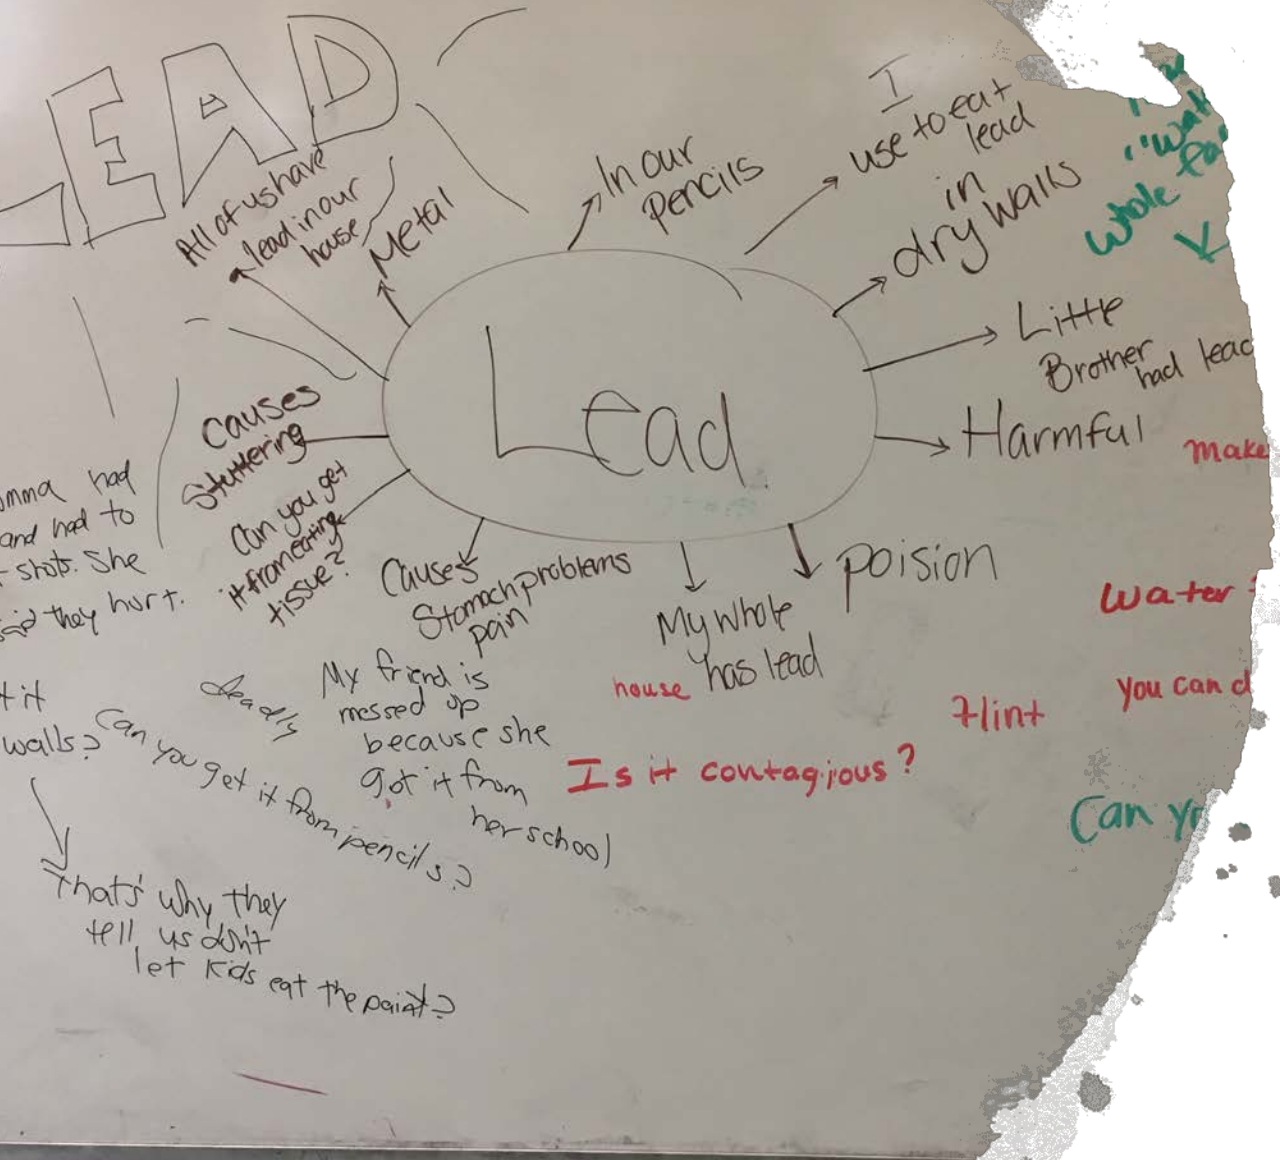 LEAD
All of us have
lead in our
house
Metal
In our
pencils
I
use to eat
lead
in
dry walls
Little
Brother
had lead
Harmful
make
Lead
Causes
Stuttering
Can you get
it from eating
tissue?
Causes
Stomach problems
pain
My whole
house has lead
poision
had
and had to
shots. She
said they hurt.
water
you can
flint
Is it contagious?
Can
deadly
My friend is
messed up
because she
got it from
her school
it
walls?
Can you get it from pencils?
That's why they
tell us don't
let kids eat the paint?
whole